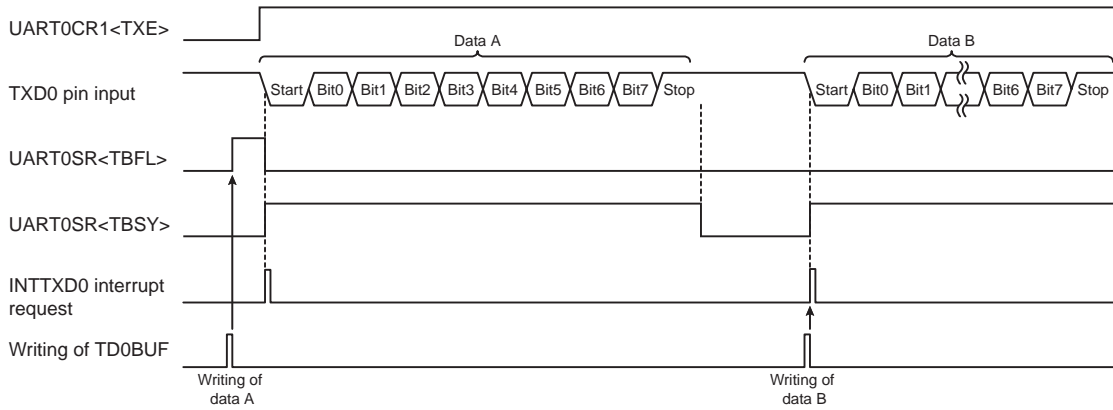 UART0CR1<TXE>
Data A
Data B
TXD0 pin input
Start Bit0 Bit1 Bit2 Bit3 Bit4 Bit5 Bit6 Bit7 Stop
Start Bit0 Bit1 Bit6 Bit7 Stop
UART0SR<TBFL>
UART0SR<TBSY>
INTTXD0 interrupt
request
Writing of TD0BUF
Writing of
data A
Writing of
data B